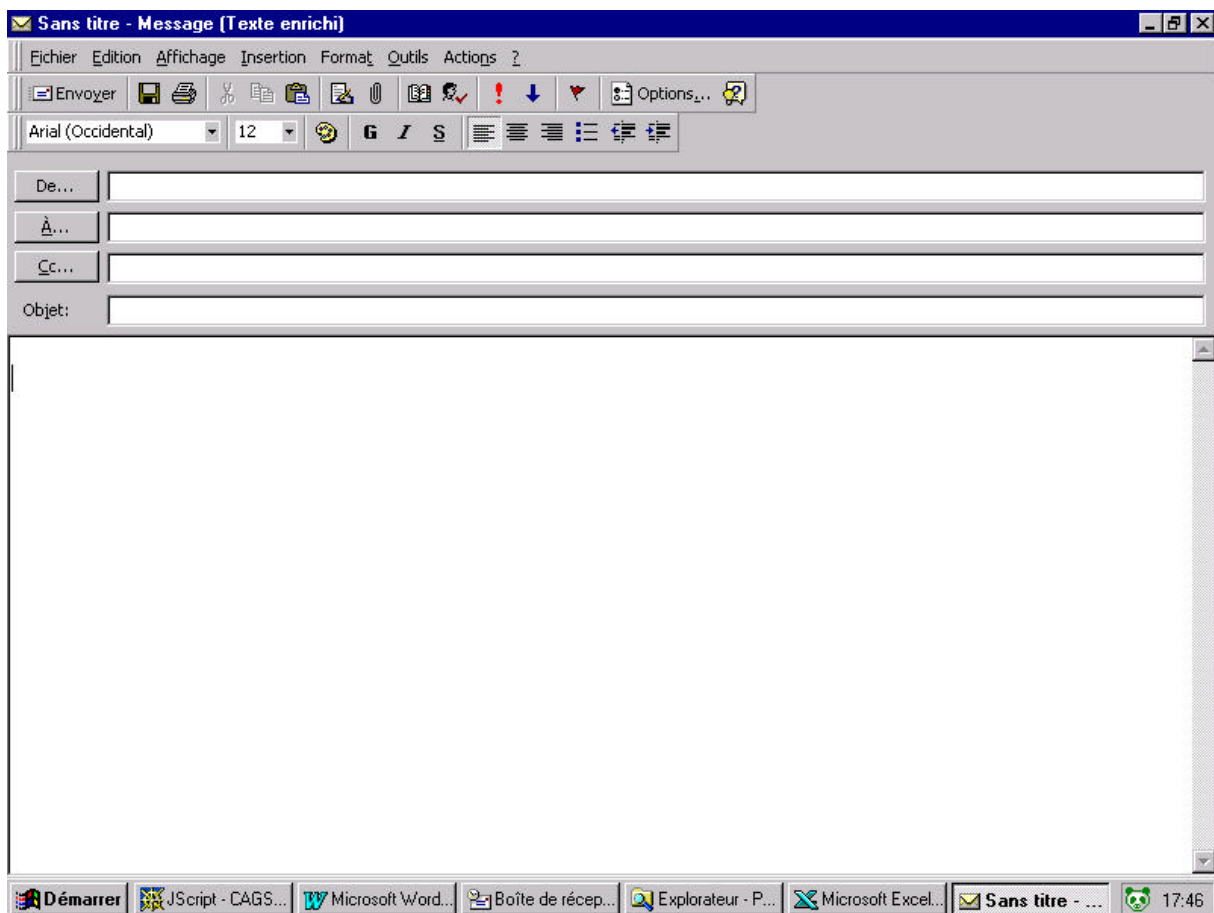 Sans titre - Message (Texte enrichi)
Fichier Edition Affichage Insertion Format Outils Actions ?
Envoyer Options...
Arial (Occidental) 12 G I S
De...
À...
Cc...
Objet:
Démarrer JScript - CAGS... Microsoft Word... Boîte de récep... Explorateur - P... Microsoft Excel... Sans titre - ... 17:46